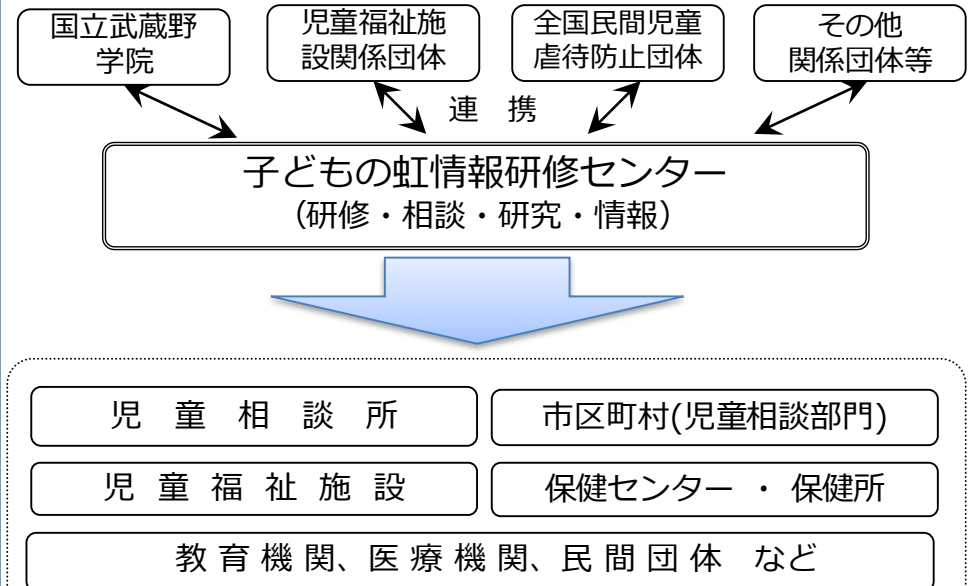 国立武蔵野
学院
児童福祉施
設関係団体
全国民間児童
虐待防止団体
その他
関係団体等
連 携
子どもの虹情報研修センター
（研修・相談・研究・情報）
児 童 相 談 所
市区町村(児童相談部門)
児 童 福 祉 施 設
保健センター ・ 保健所
教 育 機 関、医 療 機 関、民 間 団 体 など